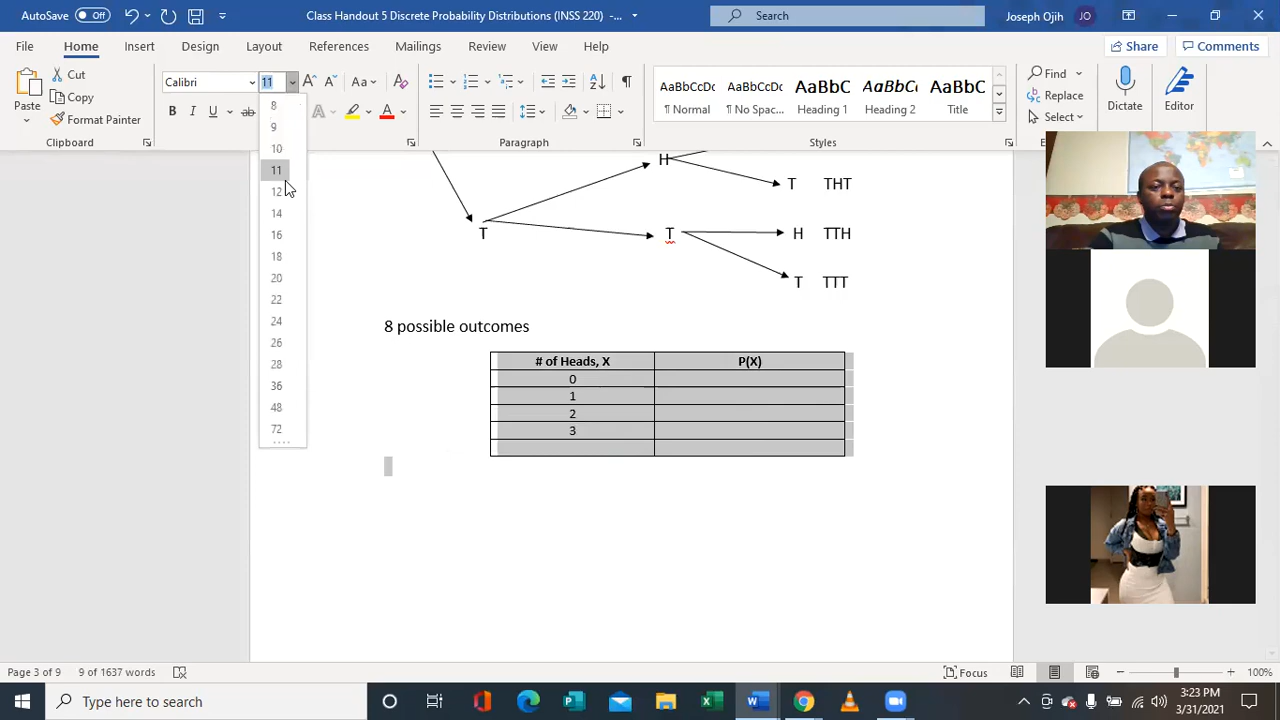 AutoSave Off
Class Handout 5 Discrete Probability Distributions (INSS 220) -...
Search
Joseph Ojih
JO
File Home Insert Design Layout References Mailings Review View Help
Share
Comments
Paste
Cut
Copy
Format Painter
Clipboard
Calibri
11
Aa
B I U ab
A A
Paragraph
AaBbCcDc AaBbCcDc AaBbC AaBbCcC AaBbC
¶ Normal ¶ No Spac... Heading 1 Heading 2 Title
Styles
Find
Replace
Select
Dictate
Editor
8
9
10
11
12
14
16
18
20
22
24
26
28
36
48
72
H
T THT
T T H TTH
T TTT
8 possible outcomes
# of Heads, X P(X)
0
1
2
3
Page 3 of 9 9 of 1637 words
Focus
100%
Type here to search
3:23 PM
3/31/2021